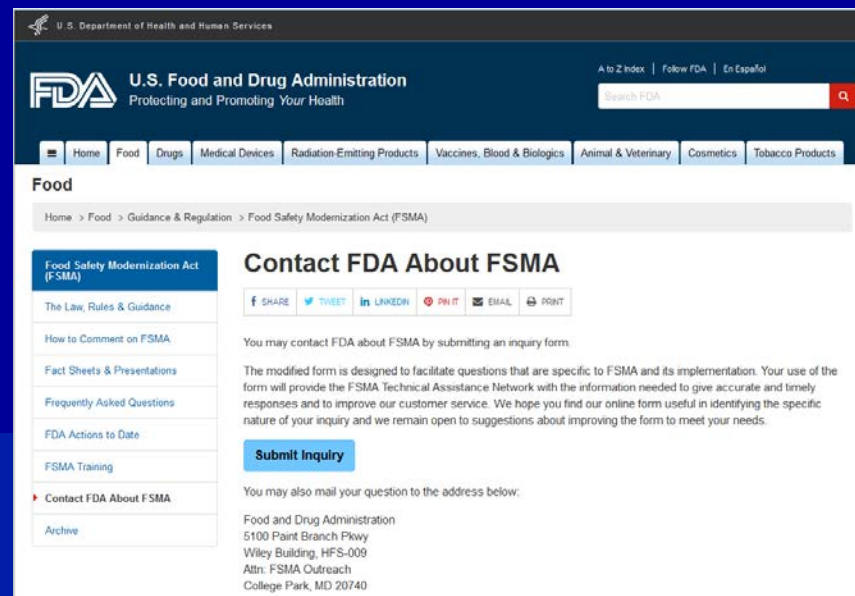 U.S. Department of Health and Human Services
A to Z Index | Follow FDA | En Español
FDA
U.S. Food and Drug Administration
Protecting and Promoting Your Health
Search FDA
Home Food Drugs Medical Devices Radiation-Emitting Products Vaccines, Blood & Biologics Animal & Veterinary Cosmetics Tobacco Products
Food
Home > Food > Guidance & Regulation > Food Safety Modernization Act (FSMA)
Food Safety Modernization Act
(FSMA)
The Law, Rules & Guidance
How to Comment on FSMA
Fact Sheets & Presentations
Frequently Asked Questions
FDA Actions to Date
FSMA Training
Contact FDA About FSMA
Archive
Contact FDA About FSMA
SHARE TWEET LINKEDIN PIN IT EMAIL PRINT
You may contact FDA about FSMA by submitting an inquiry form.
The modified form is designed to facilitate questions that are specific to FSMA and its implementation. Your use of the
form will provide the FSMA Technical Assistance Network with the information needed to give accurate and timely
responses and to improve our customer service. We hope you find our online form useful in identifying the specific
nature of your inquiry and we remain open to suggestions about improving the form to meet your needs.
Submit Inquiry
You may also mail your question to the address below:
Food and Drug Administration
5100 Paint Branch Pkwy
Wiley Building, HFS-009
Attn: FSMA Outreach
College Park, MD 20740